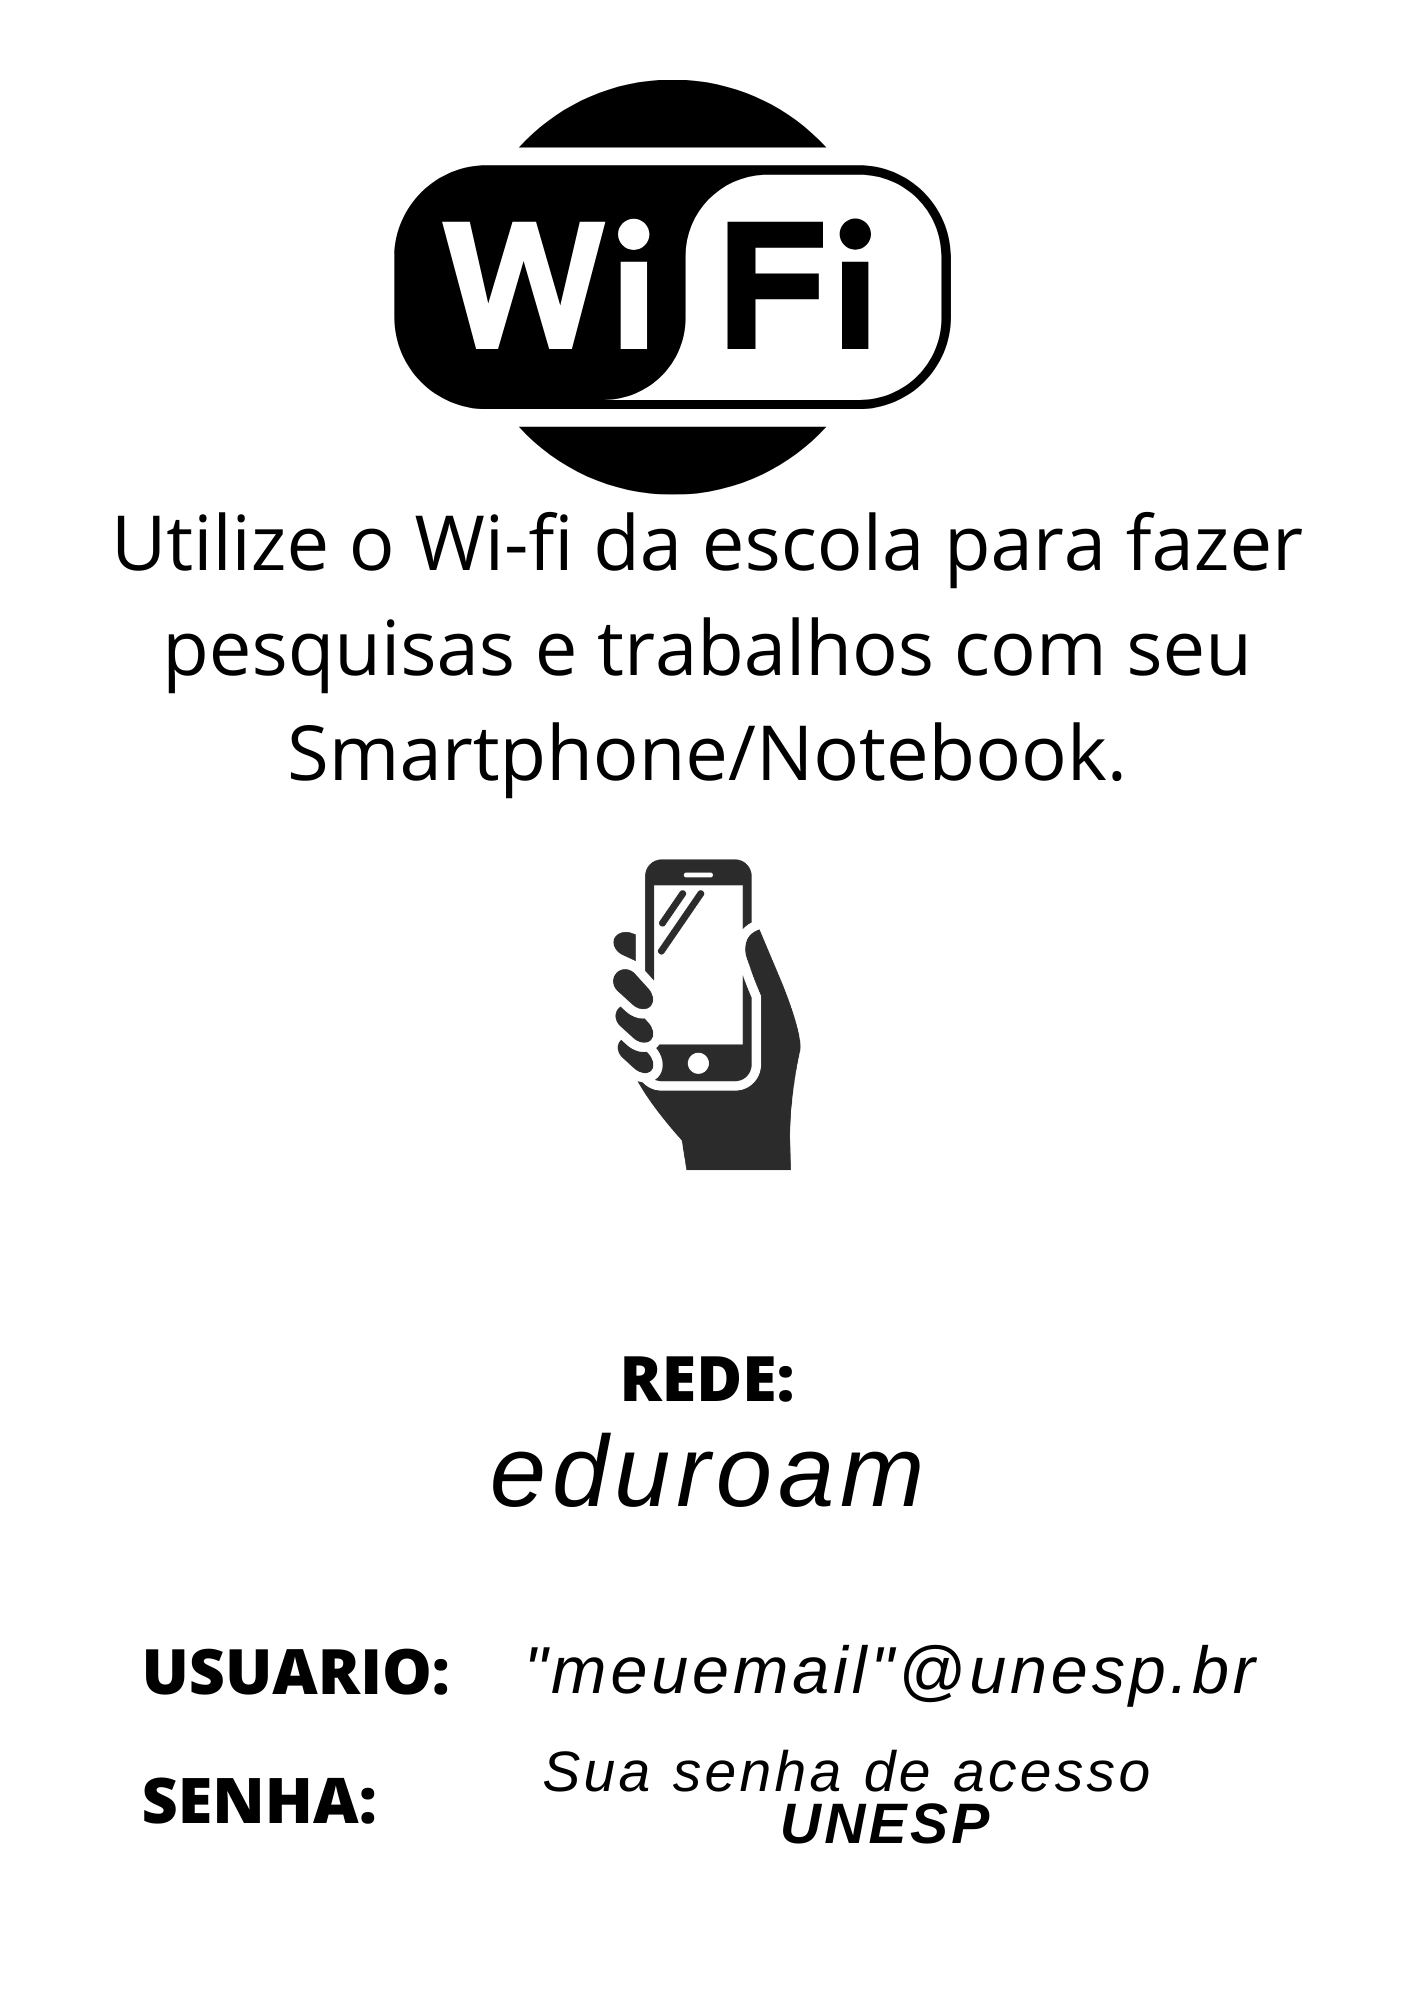 Wi Fi
Utilize o Wi-fi da escola para fazer
pesquisas e trabalhos com seu
Smartphone/Notebook.
REDE:
eduroam
USUARIO: "meuemail"@unesp.br
SENHA: Sua senha de acesso
UNESP